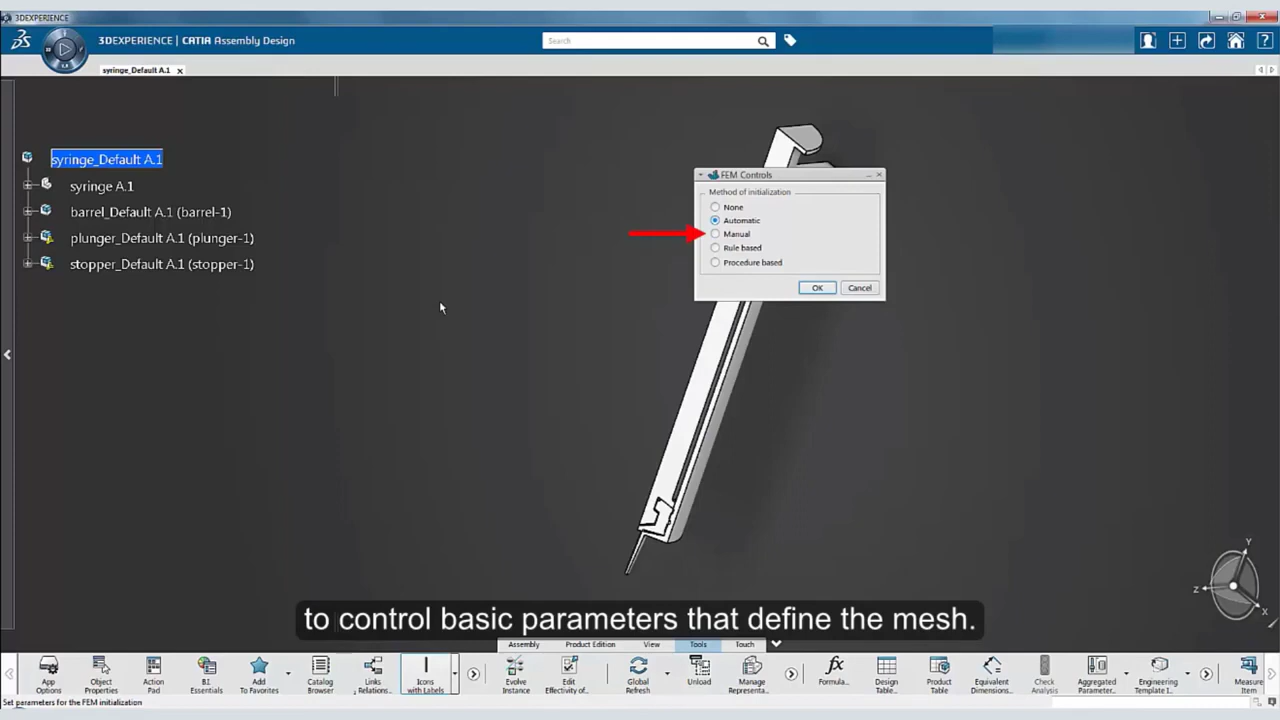 3DEXPERIENCE
3DEXPERIENCE | CATIA Assembly Design
Search
syringe_Default A.1 x
syringe_Default A.1
syringe A.1
barrel_Default A.1 (barrel-1)
plunger_Default A.1 (plunger-1)
stopper_Default A.1 (stopper-1)
FEM Controls
Method of initialization
None
Automatic
Manual
Rule based
Procedure based
OK Cancel
Y
Z
X
to control basic parameters that define the mesh.
Assembly Product Edition View Tools Touch
App Options
Object Properties
Action Pad
B.I. Essentials
Add To Favorites
Catalog Browser
Links Relations...
Icons with Labels
Evolve Instance
Edit Effectivity of...
Global Refresh
Unload
Manage Representa...
Formula...
Design Table...
Product Table
Equivalent Dimensions...
Check Analysis
Aggregated Parameter...
Engineering Template I...
Measure Item
Set parameters for the FEM initialization